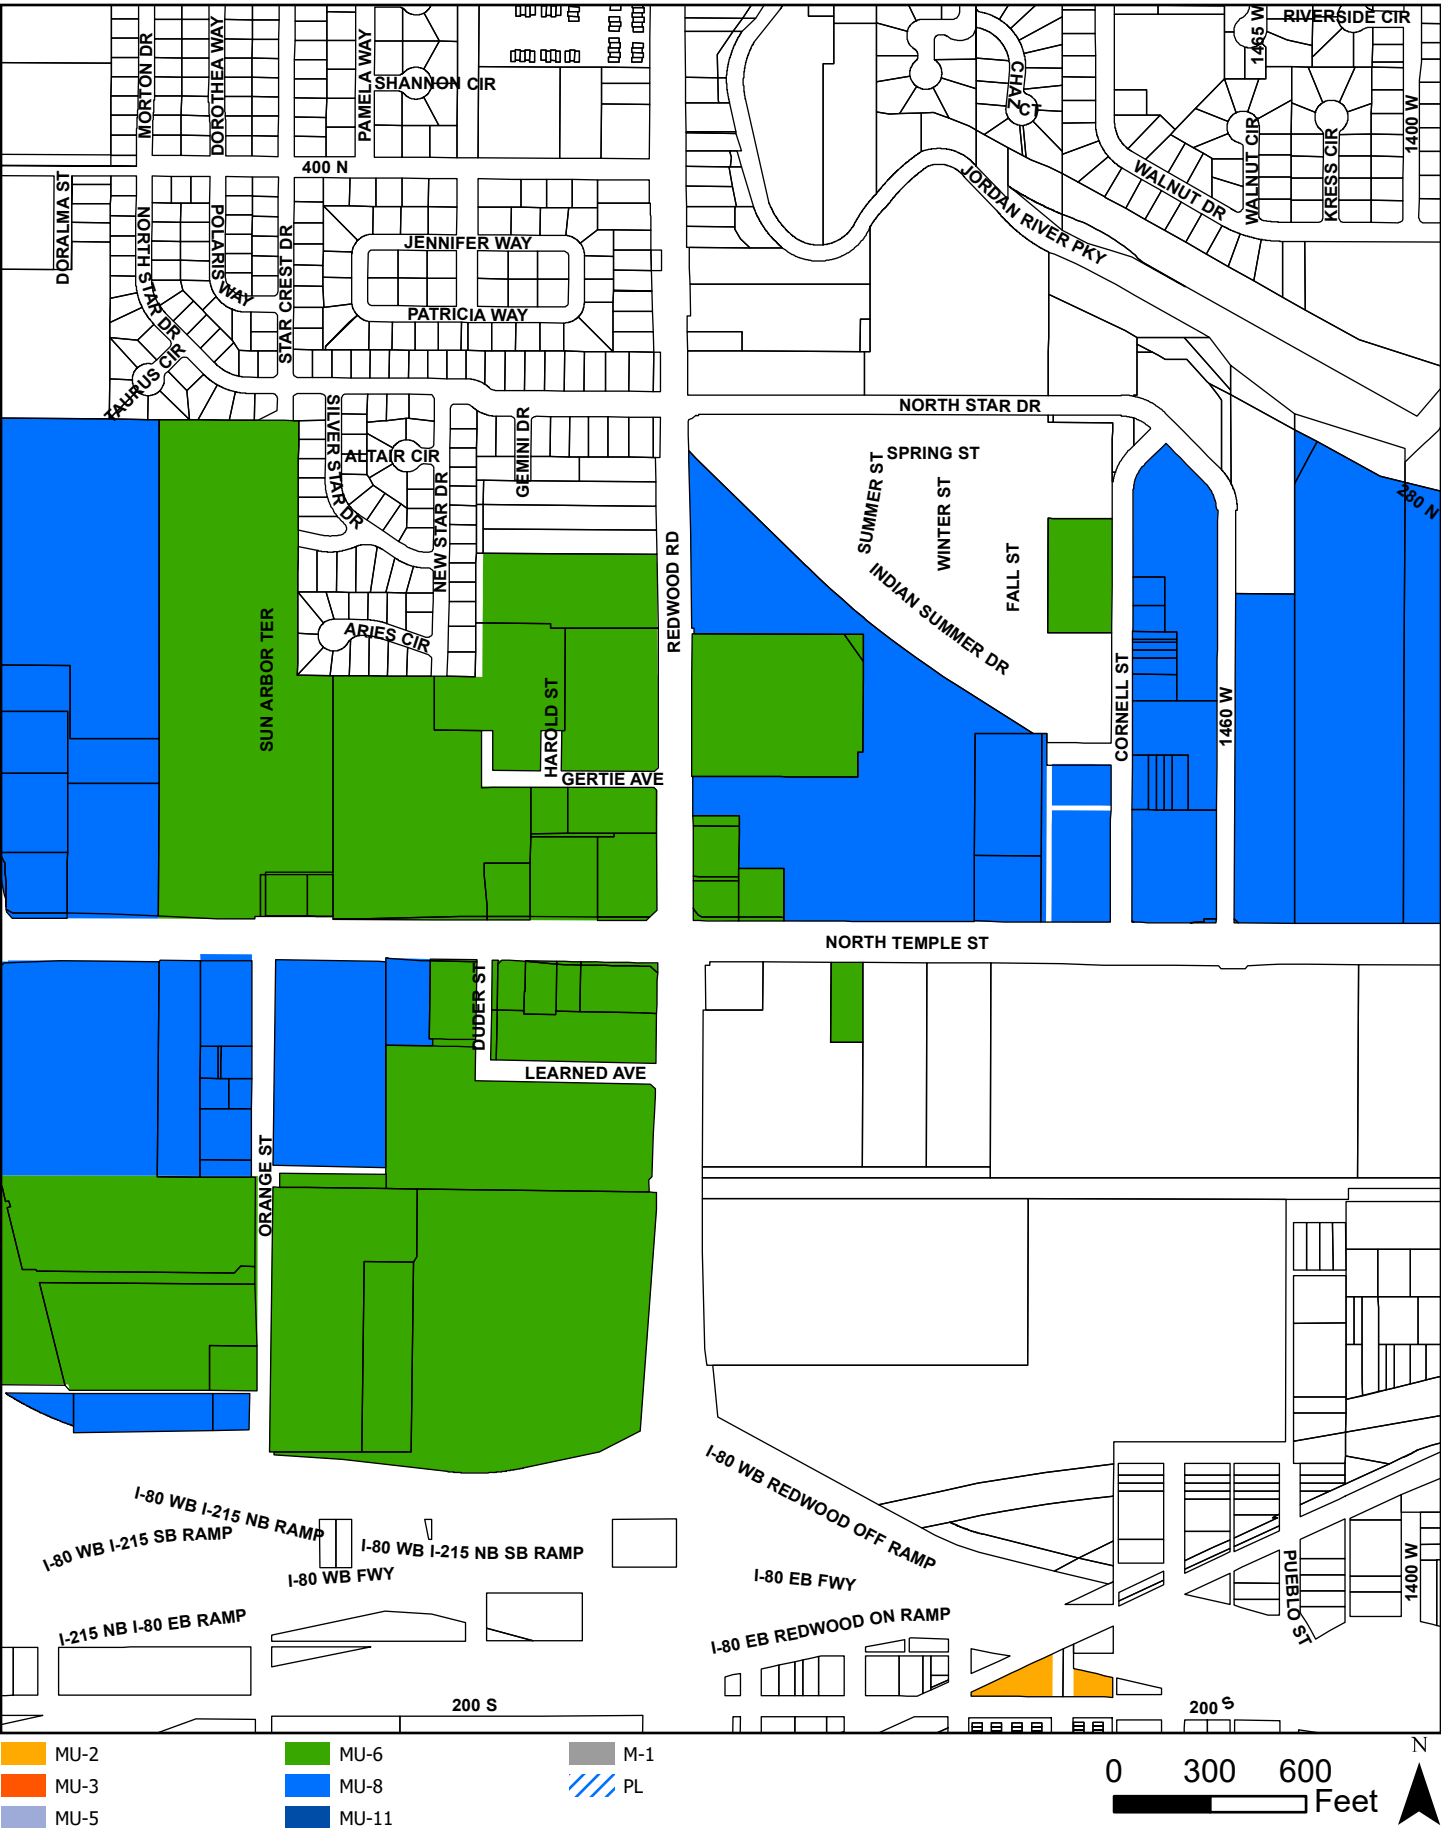 RIVERSIDE CIR
1465 W
MORTON DR
DOROTHEA WAY
PAMELA WAY
SHANNON CIR
CHAZ
CT
1400 W
WALNUT CIR
KRESS CIR
400 N
WALNUT DR
JORDAN RIVER PKY
DORALMA ST
NORTH STAR DR
POLARIS
WAY
STAR CREST DR
JENNIFER WAY
PATRICIA WAY
TAURUS CIR
NORTH STAR DR
SILVER STAR DR
ALTAIR CIR
GEMINI DR
NEW STAR DR
SPRING ST
SUMMER ST
WINTER ST
280 N
FALL ST
INDIAN SUMMER DR
REDWOOD RD
ARIES CIR
SUN ARBOR TER
HAROLD ST
CORNELL ST
1460 W
GERTIE AVE
NORTH TEMPLE ST
DUDER ST
LEARNED AVE
ORANGE ST
I-80 WB REDWOOD OFF RAMP
I-80 WB I-215 NB RAMP
I-80 WB I-215 SB RAMP
I-80 WB I-215 NB SB RAMP
I-80 WB FWY
I-80 EB FWY
PUEBLO ST
1400 W
I-215 NB I-80 EB RAMP
I-80 EB REDWOOD ON RAMP
200 S
200 S
MU-2
MU-3
MU-5
MU-6
MU-8
MU-11
M-1
PL
0 300 600
Feet
N